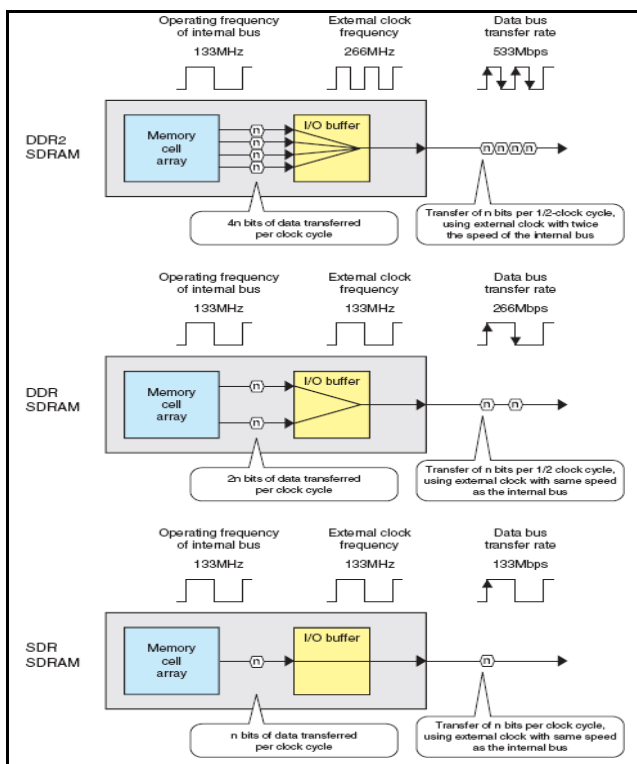 Operating frequency
of internal bus
133MHz
External clock
frequency
266MHz
Data bus
transfer rate
533Mbps
DDR2
SDRAM
Memory
cell
array
n
n
n
n
I/O buffer
n n n n
4n bits of data transferred
per clock cycle
Transfer of n bits per 1/2-clock cycle,
using external clock with twice
the speed of the internal bus
Operating frequency
of internal bus
133MHz
External clock
frequency
133MHz
Data bus
transfer rate
266Mbps
DDR
SDRAM
Memory
cell
array
n
n
I/O buffer
n n
2n bits of data transferred
per clock cycle
Transfer of n bits per 1/2 clock cycle,
using external clock with same speed
as the internal bus
Operating frequency
of internal bus
133MHz
External clock
frequency
133MHz
Data bus
transfer rate
133Mbps
SDR
SDRAM
Memory
cell
array
n
I/O buffer
n
n bits of data transferred
per clock cycle
Transfer of n bits per clock cycle,
using external clock with same speed
as the internal bus